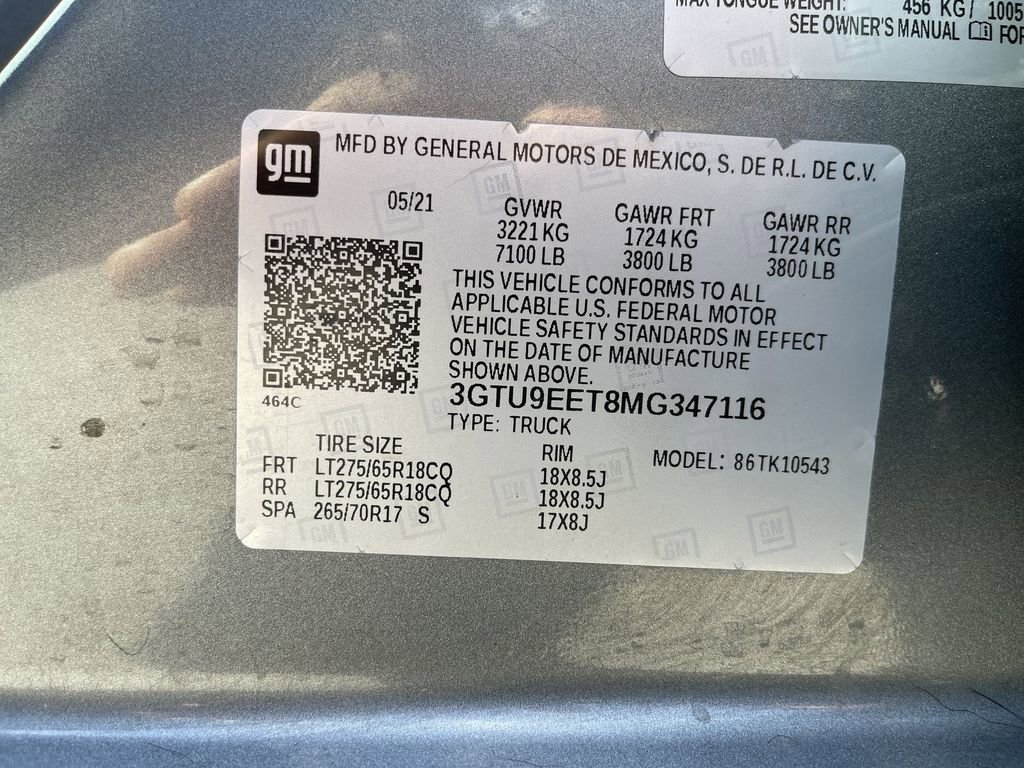 MAX TONGUE WEIGHT: 456 KG/ 1005
SEE OWNER'S MANUAL FOR
gm
MFD BY GENERAL MOTORS DE MEXICO, S. DE R.L. DE C.V.
05/21 GVWR GAWR FRT GAWR RR
3221 KG 1724 KG 1724 KG
7100 LB 3800 LB 3800 LB
THIS VEHICLE CONFORMS TO ALL
APPLICABLE U.S. FEDERAL MOTOR
VEHICLE SAFETY STANDARDS IN EFFECT
ON THE DATE OF MANUFACTURE
SHOWN ABOVE.
464C
3GTU9EET8MG347116
TYPE: TRUCK
TIRE SIZE RIM MODEL: 86TK10543
FRT LT275/65R18CQ 18X8.5J
RR LT275/65R18CQ 18X8.5J
SPA 265/70R17 S 17X8J